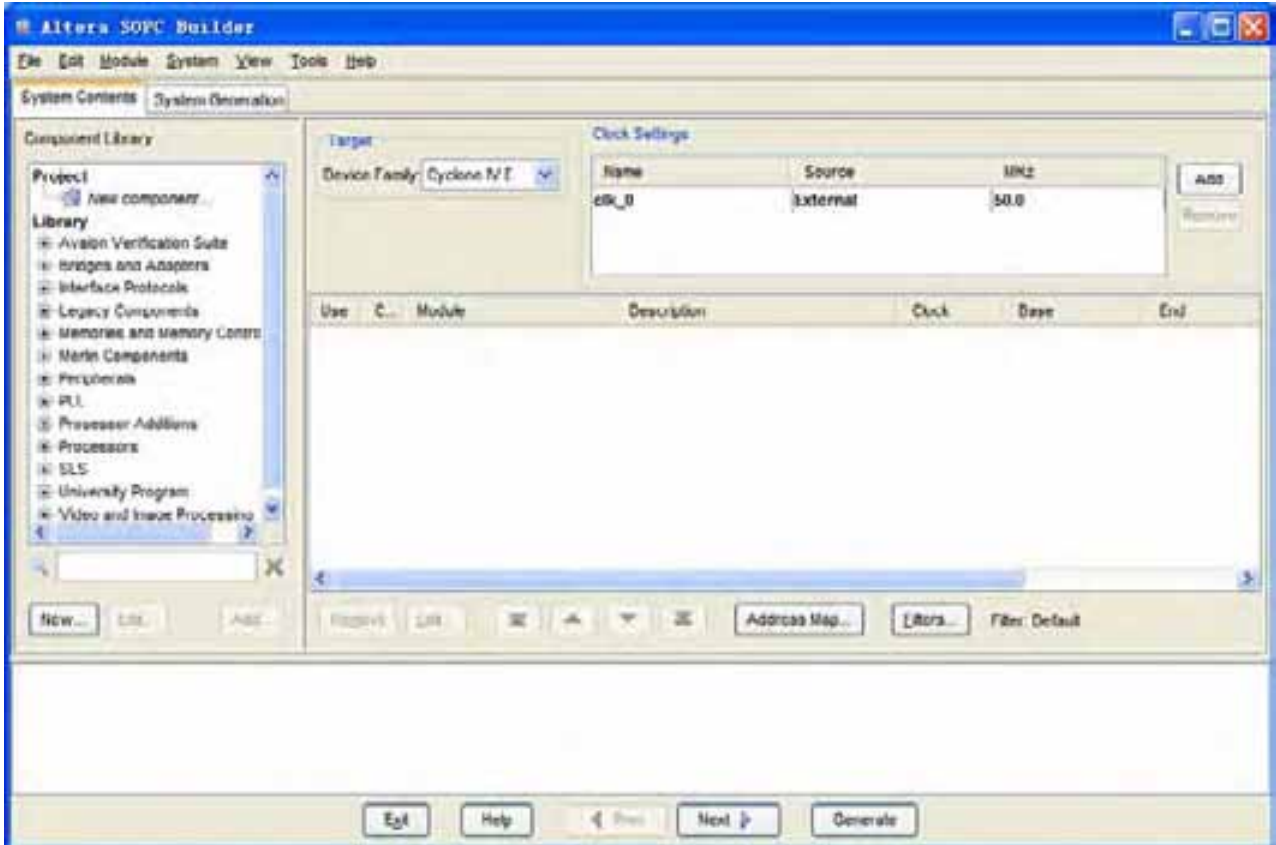 Altera SOPC Builder
File Edit Module System View Tools Help
System Contents System Generation
Component Library
Project
New component...
Library
Avalon Verification Suite
Bridges and Adapters
Interface Protocols
Legacy Components
Memories and Memory Contro
Merlin Components
Peripherals
PLL
Processor Additions
Processors
SLS
University Program
Video and Image Processing
New... Edit... Add...
Target
Device Family: Cyclone IV E
Clock Settings
Name Source MHz
clk_0 External 50.0
Add
Remove
Use C... Module Description Clock Base End
Remove Edit... Address Map... Filters... Filter: Default
Exit Help Prev Next Generate